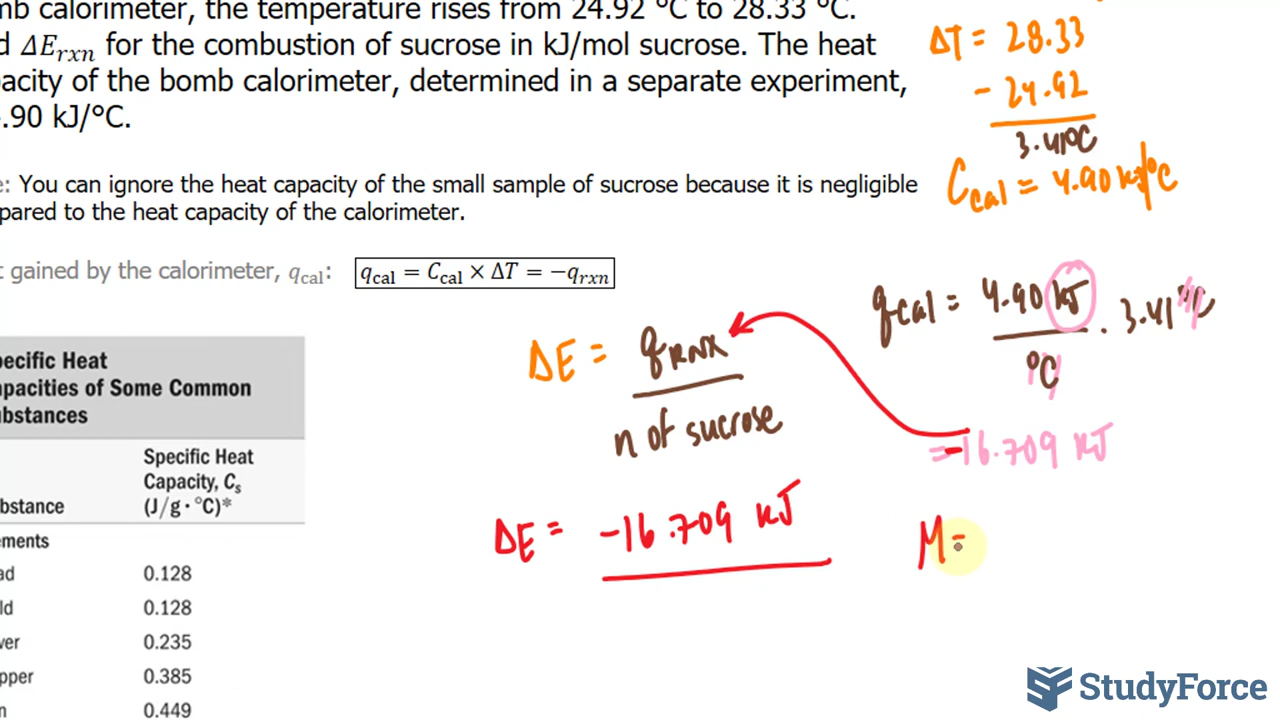 mb calorimeter, the temperature rises from 24.92 °C to 28.33 °C.
d ΔE_rxn for the combustion of sucrose in kJ/mol sucrose. The heat
pacity of the bomb calorimeter, determined in a separate experiment,
.90 kJ/°C.
e: You can ignore the heat capacity of the small sample of sucrose because it is negligible
pared to the heat capacity of the calorimeter.
t gained by the calorimeter, q_cal: q_cal = C_cal × ΔT = −q_rxn
ΔT = 28.33
- 24.92
3.41°C
C_cal = 4.90 kJ/°C
q_cal = 4.90 kJ / °C · 3.41 °C
= -16.709 kJ
ΔE = q_RNX / n of sucrose
ΔE = -16.709 kJ
M =
pecific Heat
apacities of Some Common
ubstances
Specific Heat
Capacity, C_s
bstance (J/g · °C)*
ements
ad 0.128
ld 0.128
ver 0.235
pper 0.385
n 0.449
StudyForce